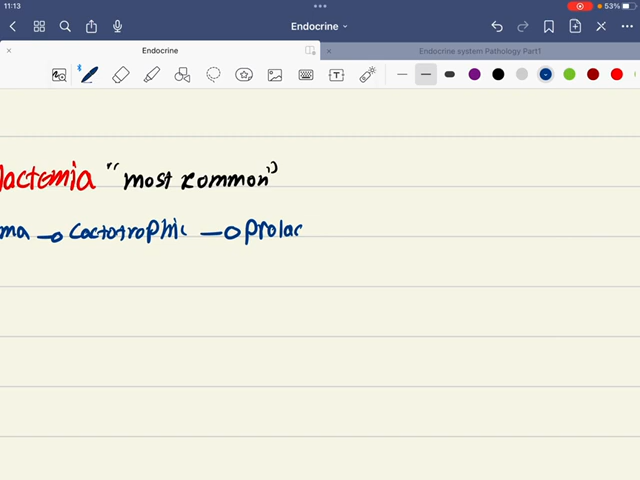 11:13
53%
Endocrine
Endocrine
Endocrine system Pathology Part1
lactemia "most common"
ma → Lactotrophic → prolac